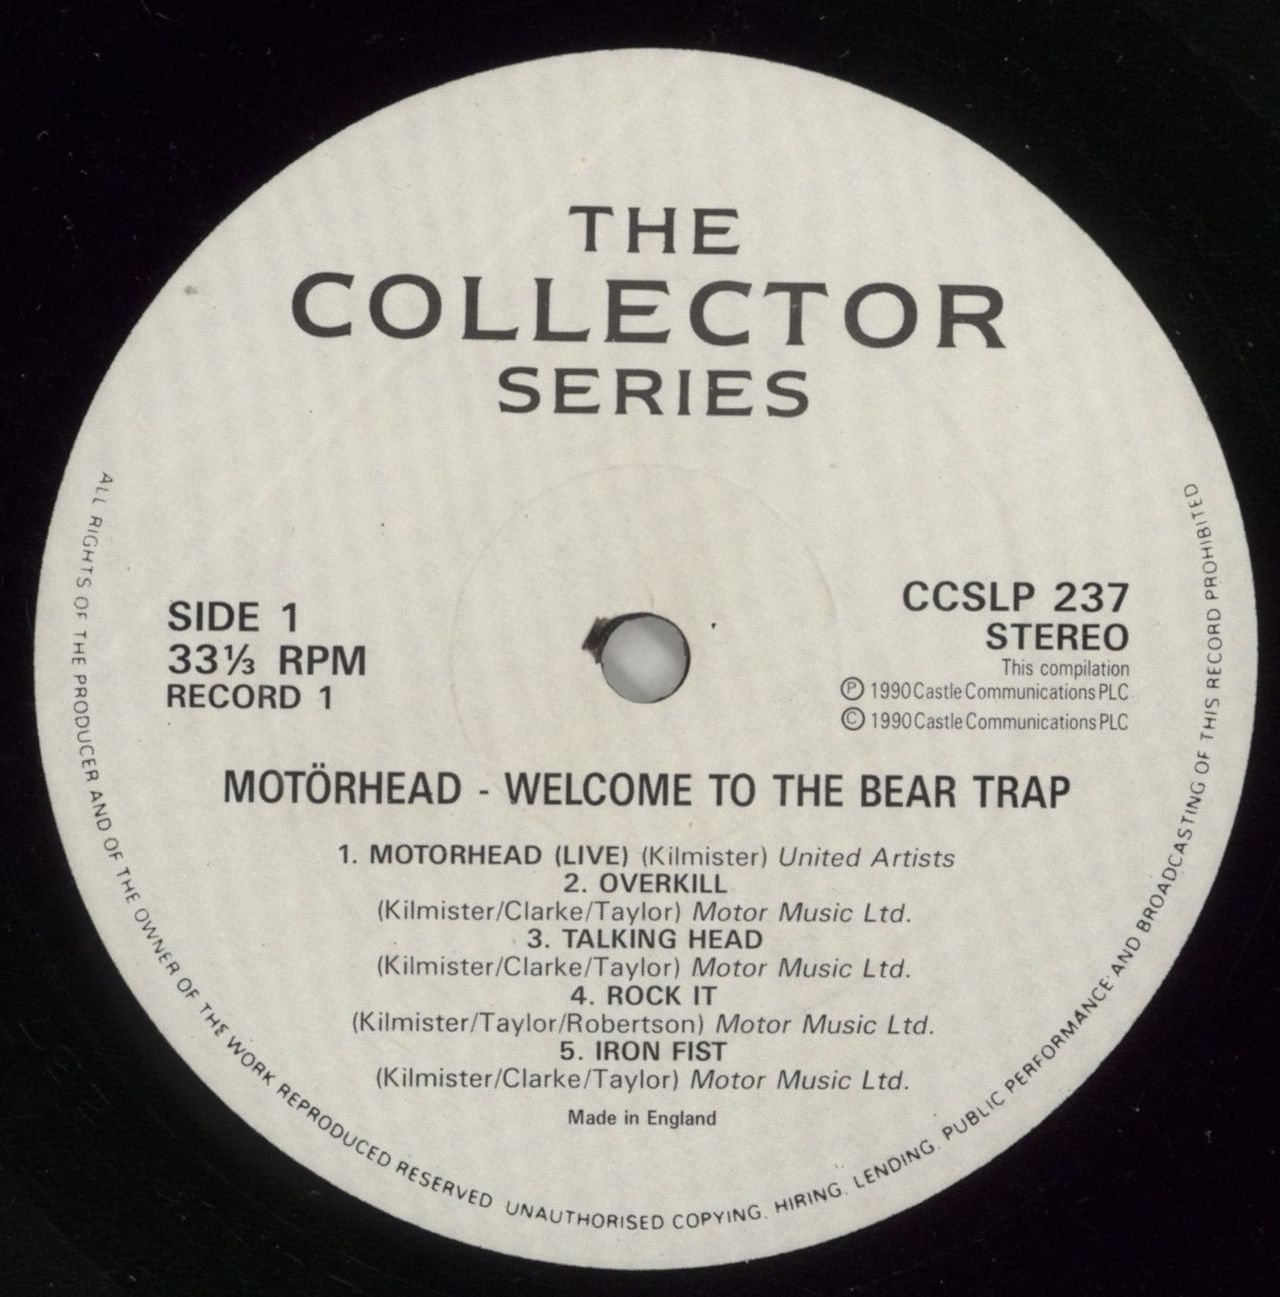 THE
COLLECTOR
SERIES
SIDE 1
33⅓ RPM
RECORD 1
CCSLP 237
STEREO
This compilation
Ⓟ 1990 Castle Communications PLC
© 1990 Castle Communications PLC
MOTÖRHEAD - WELCOME TO THE BEAR TRAP
1. MOTORHEAD (LIVE) (Kilmister) United Artists
2. OVERKILL
(Kilmister/Clarke/Taylor) Motor Music Ltd.
3. TALKING HEAD
(Kilmister/Clarke/Taylor) Motor Music Ltd.
4. ROCK IT
(Kilmister/Taylor/Robertson) Motor Music Ltd.
5. IRON FIST
(Kilmister/Clarke/Taylor) Motor Music Ltd.
Made in England
ALL RIGHTS OF THE PRODUCER AND OF THE OWNER OF THE WORK REPRODUCED RESERVED UNAUTHORISED COPYING. HIRING. LENDING. PUBLIC PERFORMANCE AND BROADCASTING OF THIS RECORD PROHIBITED